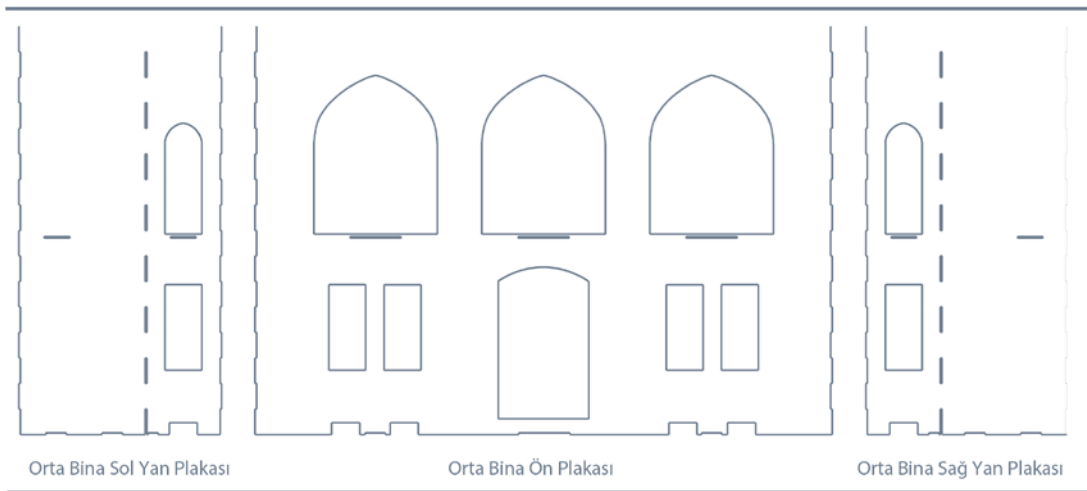 Orta Bina Sol Yan Plakası
Orta Bina Ön Plakası
Orta Bina Sağ Yan Plakası